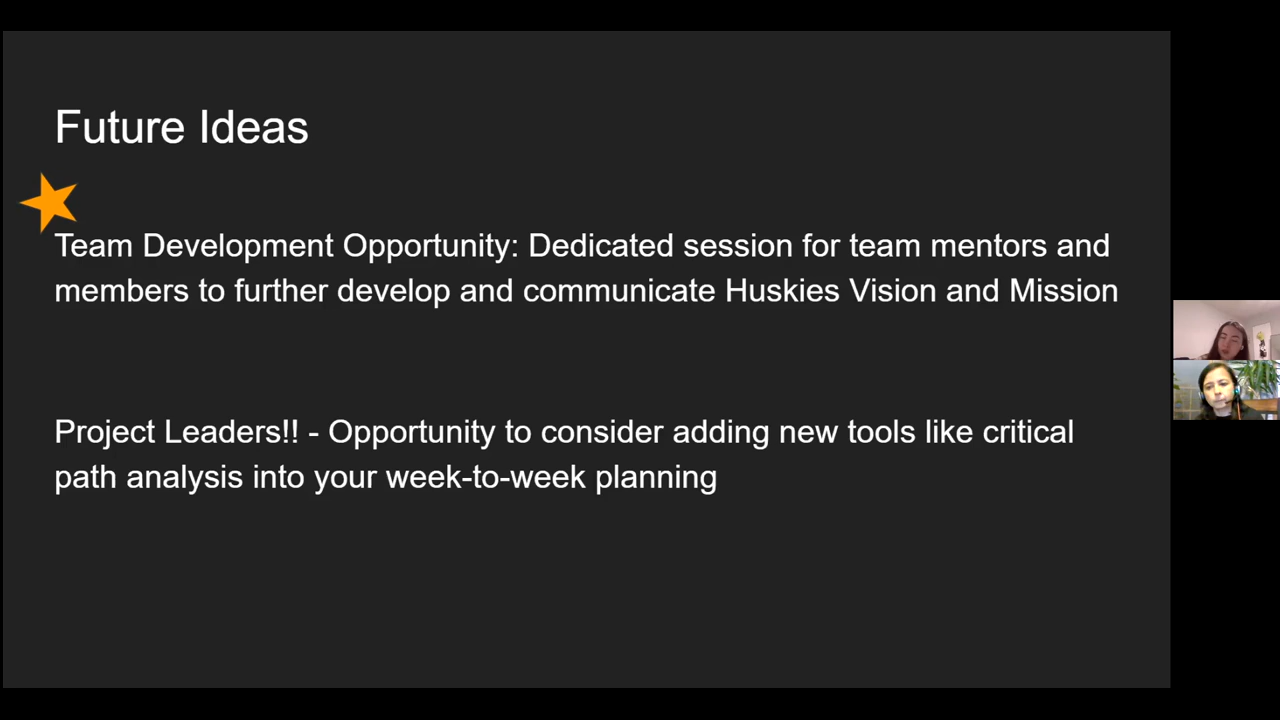 Future Ideas
Team Development Opportunity: Dedicated session for team mentors and
members to further develop and communicate Huskies Vision and Mission
Project Leaders!! - Opportunity to consider adding new tools like critical
path analysis into your week-to-week planning